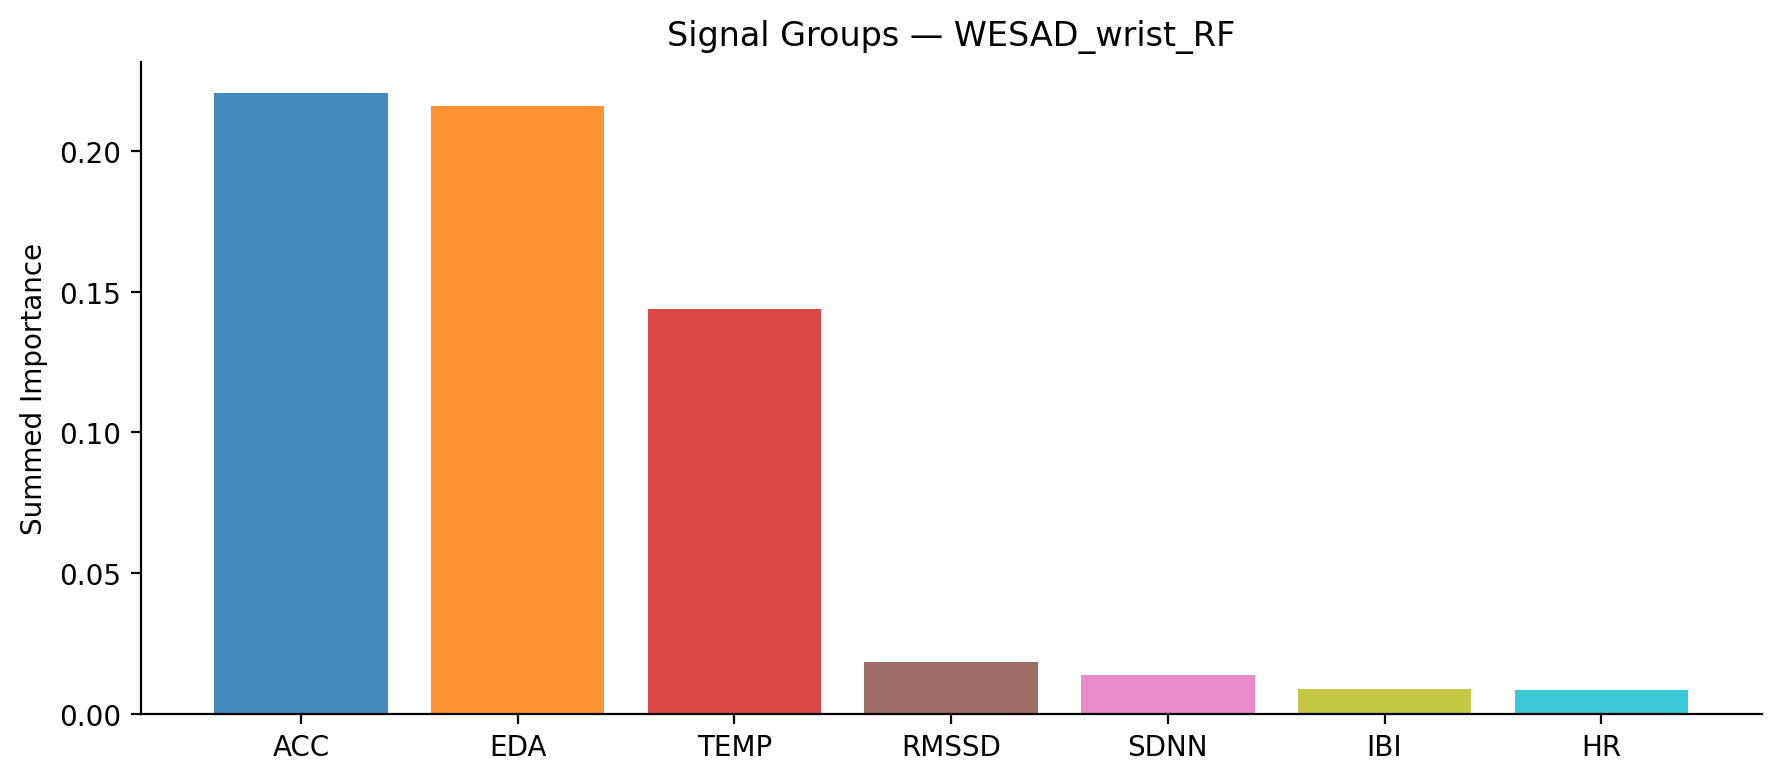 Signal Groups — WESAD_wrist_RF
Summed Importance
0.20
0.15
0.10
0.05
0.00
ACC EDA TEMP RMSSD SDNN IBI HR